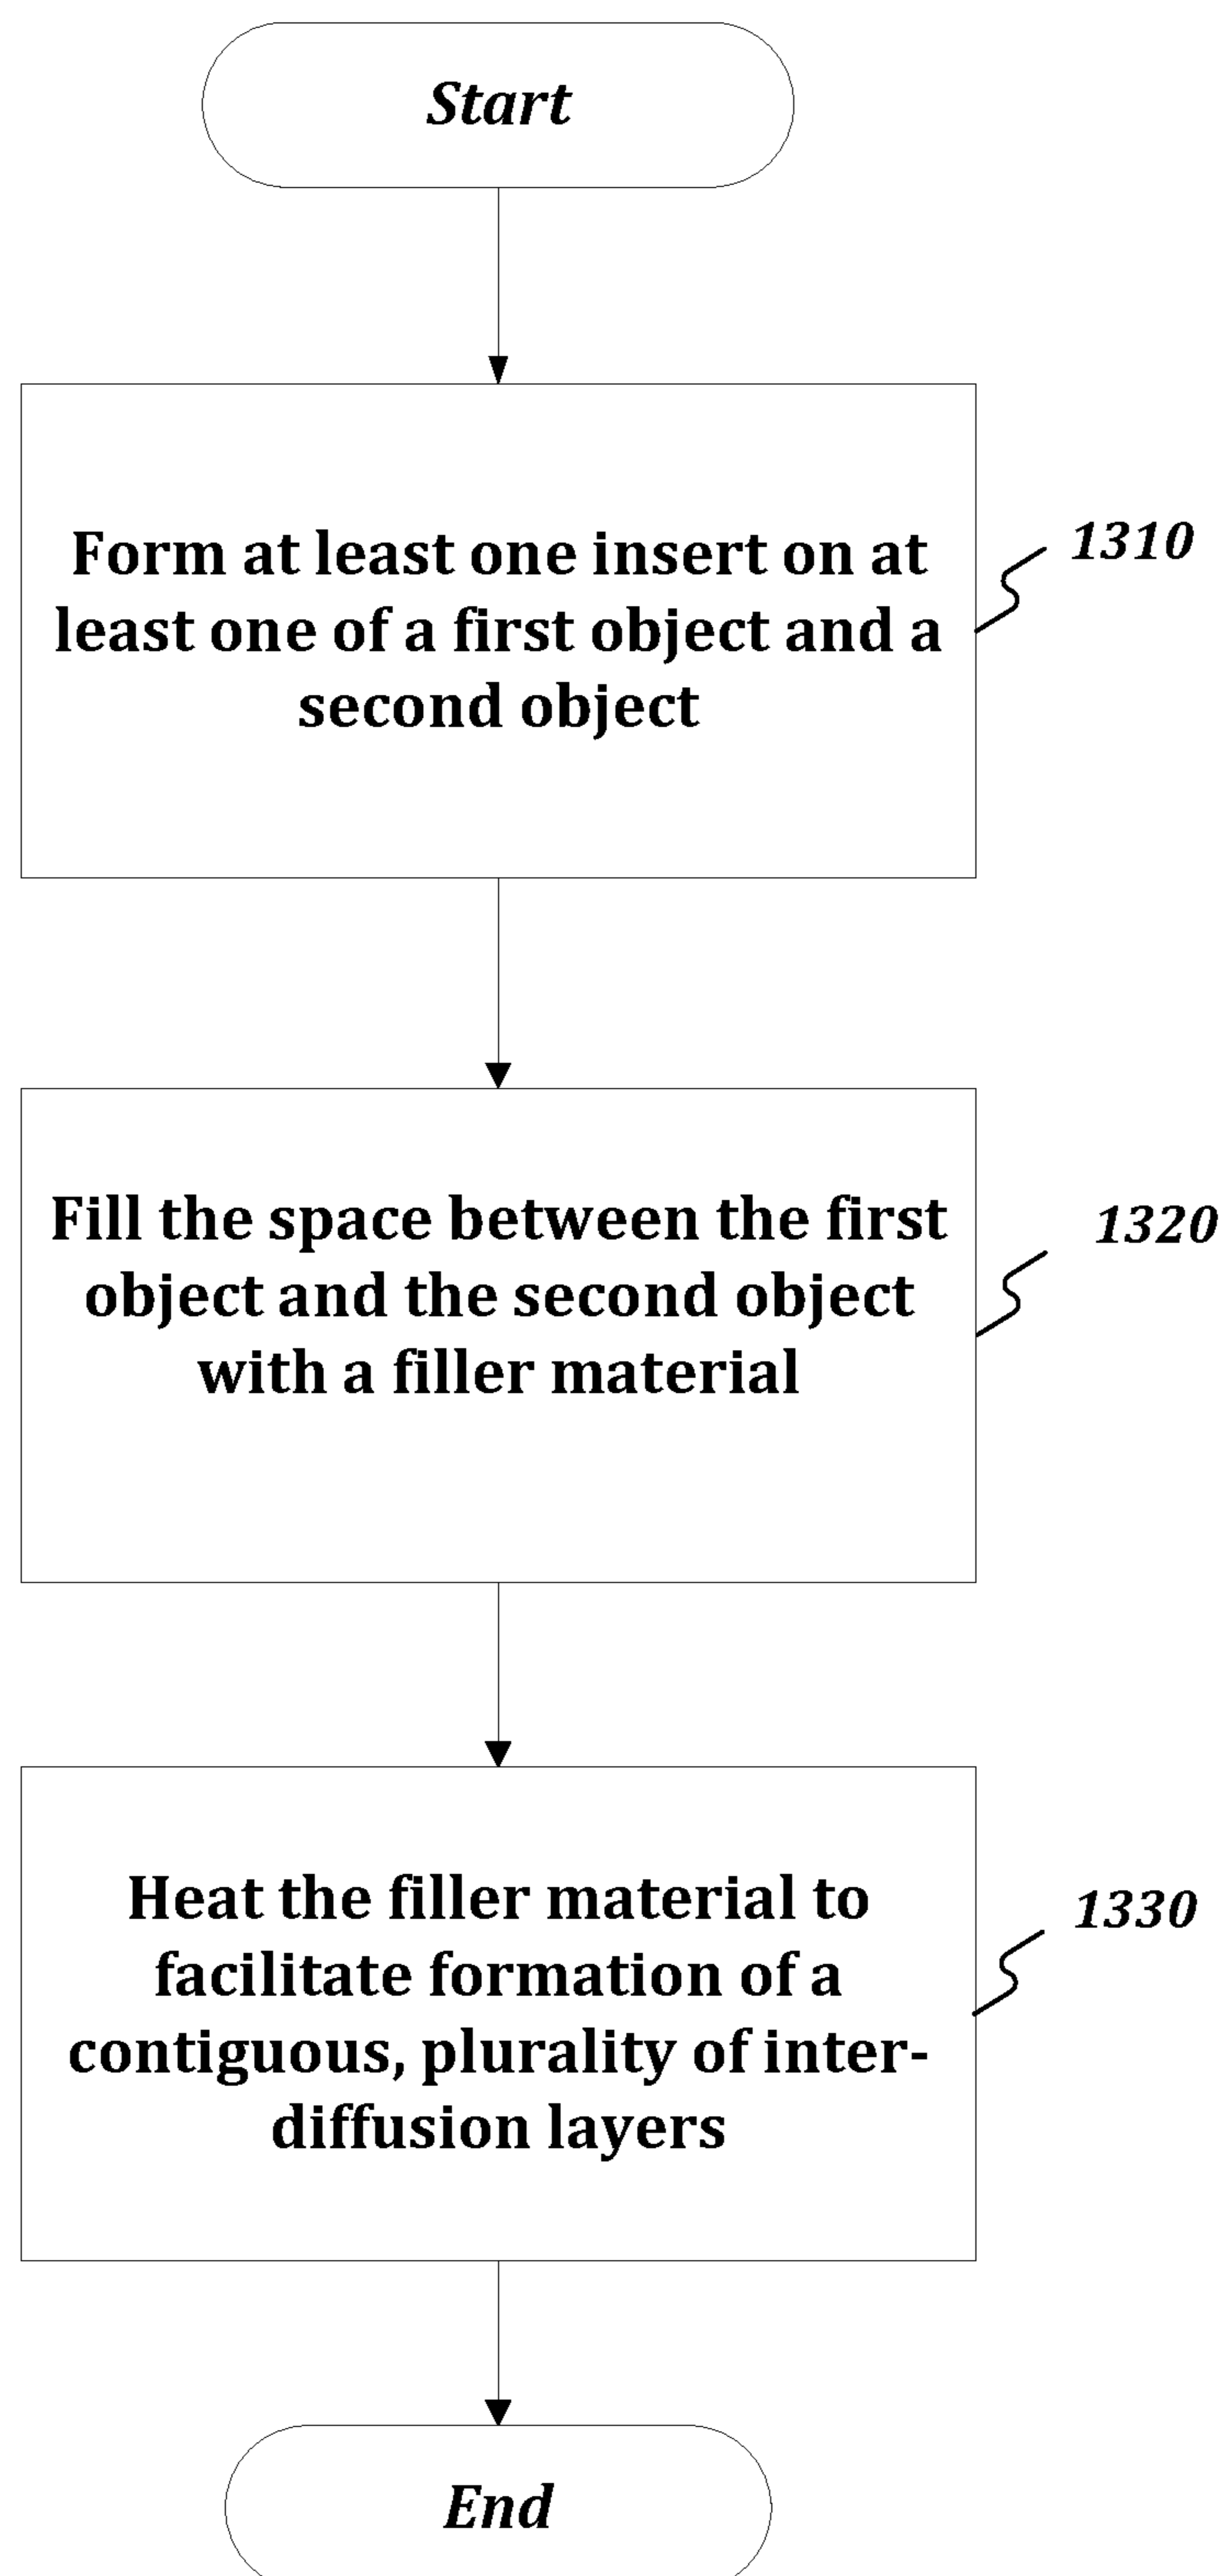 Start
Form at least one insert on at
least one of a first object and a
second object
1310
Fill the space between the first
object and the second object
with a filler material
1320
Heat the filler material to
facilitate formation of a
contiguous, plurality of inter-
diffusion layers
1330
End